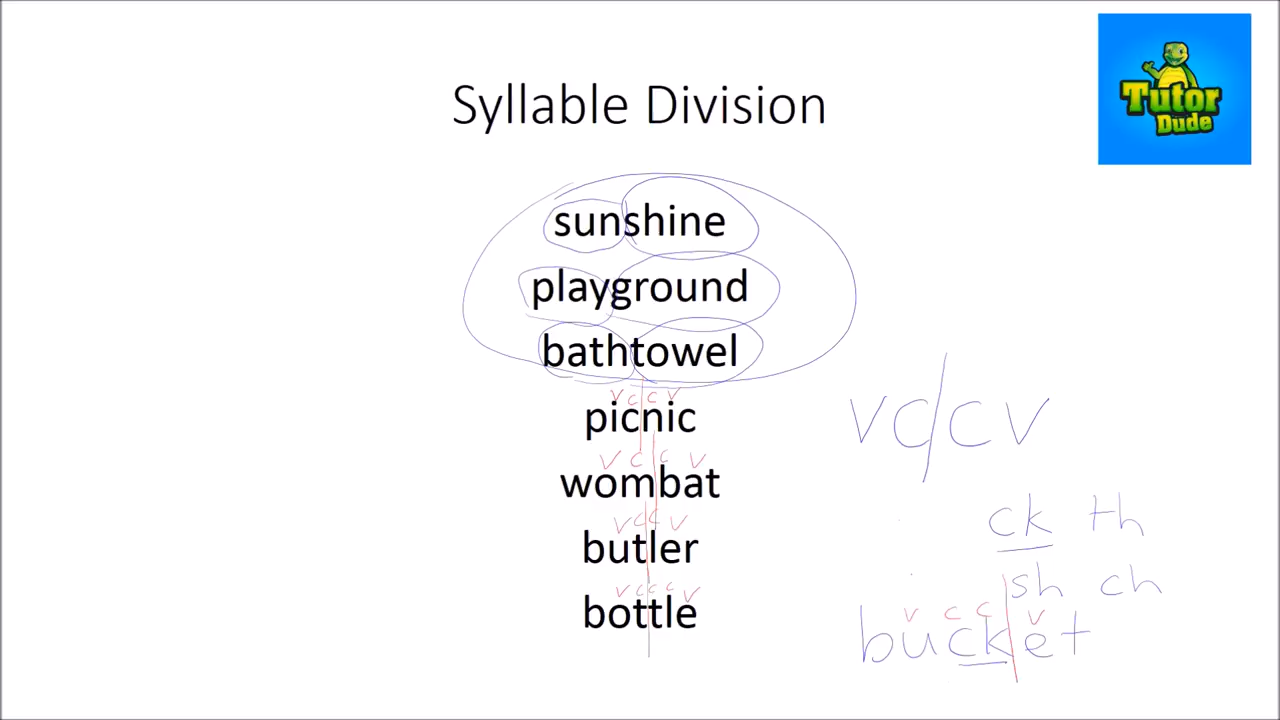 Syllable Division
Tutor
Dude
sunshine
playground
bathtowel
v c c v
picnic
v c c v
wombat
v c c v
butler
v c c c v
bottle
vc/cv
ck th
sh ch
v c c v
bucket